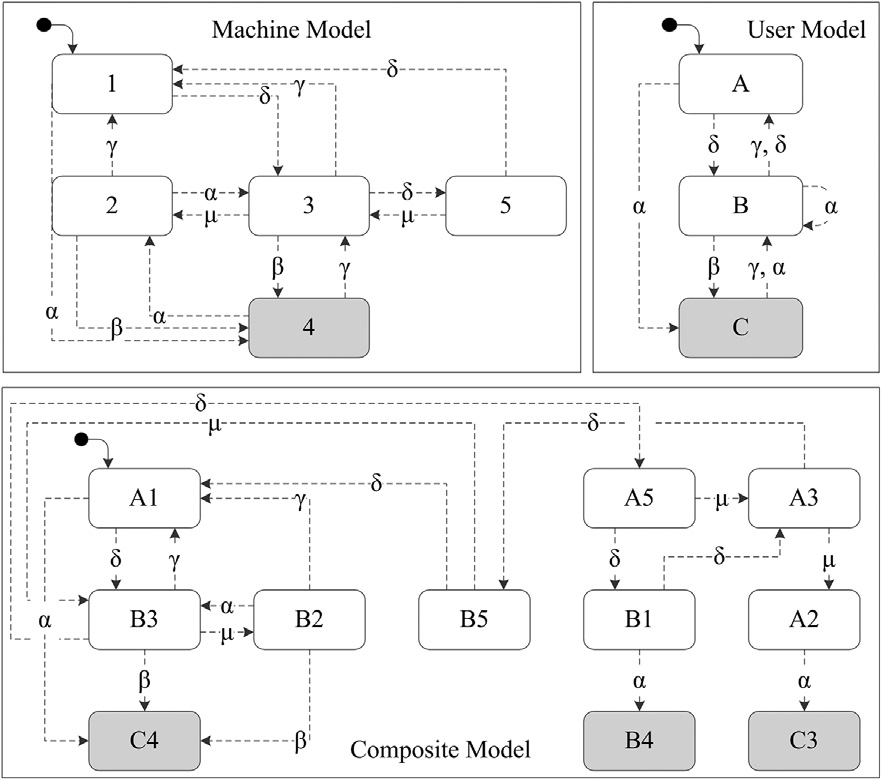 Machine Model
User Model
1
δ
δ
γ
A
γ
δ
γ, δ
2
α
μ
3
δ
μ
5
α
B
α
β
γ
β
γ, α
α
β
α
4
C
δ
μ
δ
A1
δ
γ
A5
μ
A3
δ
γ
δ
δ
μ
α
B3
α
μ
B2
B5
B1
A2
β
α
α
C4
β
B4
C3
Composite Model